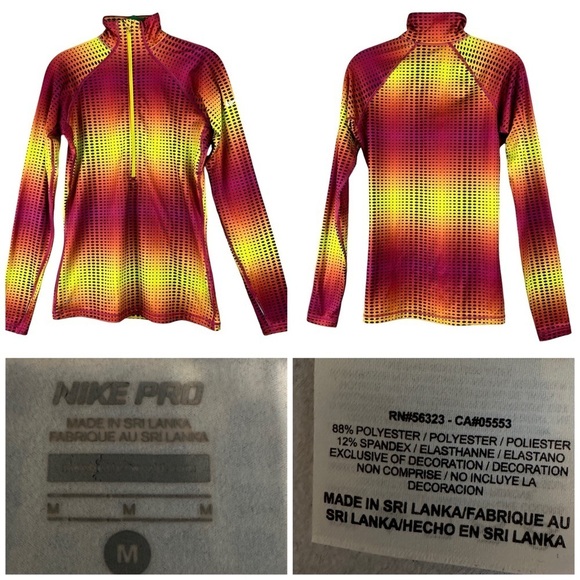 NIKE PRO
MADE IN SRI LANKA
FABRIQUE AU SRI LANKA
M M M
M
RN#56323 - CA#05553
88% POLYESTER / POLYESTER / POLIESTER
12% SPANDEX / ELASTHANNE / ELASTANO
EXCLUSIVE OF DECORATION / DECORATION
NON COMPRISE / NO INCLUYE LA
DECORACION
MADE IN SRI LANKA/FABRIQUE AU
SRI LANKA/HECHO EN SRI LANKA